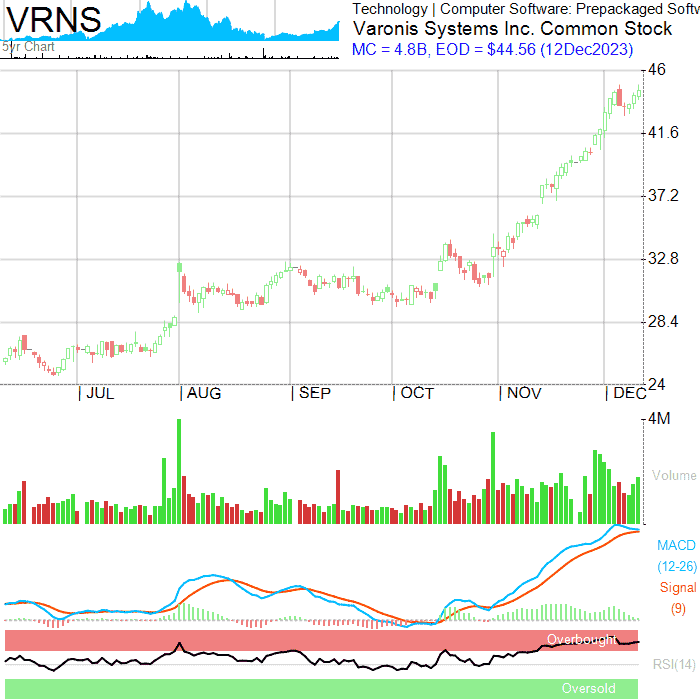 VRNS
5yr Chart
Technology | Computer Software: Prepackaged Softw
Varonis Systems Inc. Common Stock
MC = 4.8B, EOD = $44.56 (12Dec2023)
46
41.6
37.2
32.8
28.4
24
JUL AUG SEP OCT NOV DEC
4M
Volume
MACD
(12-26)
Signal
(9)
Overbought
RSI(14)
Oversold